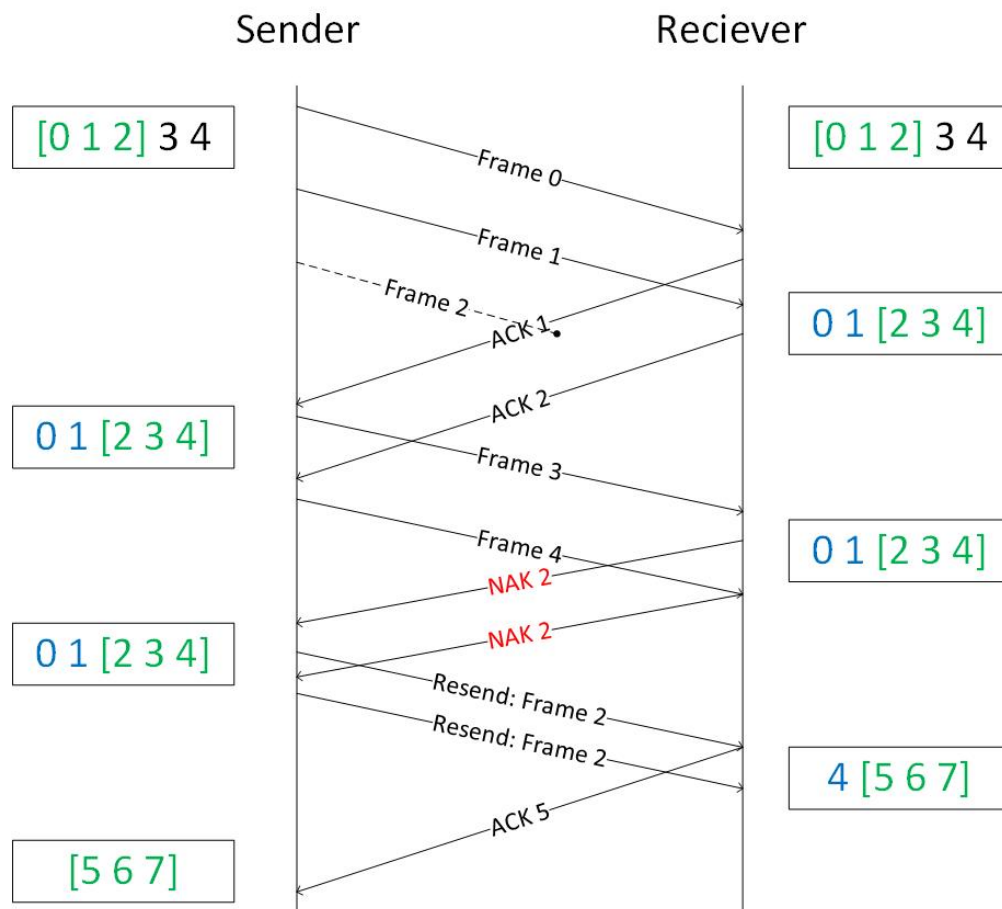 Sender
Reciever
[0 1 2] 3 4
[0 1 2] 3 4
Frame 0
Frame 1
Frame 2
ACK 1
0 1 [2 3 4]
ACK 2
0 1 [2 3 4]
Frame 3
Frame 4
0 1 [2 3 4]
NAK 2
NAK 2
0 1 [2 3 4]
Resend: Frame 2
Resend: Frame 2
4 [5 6 7]
ACK 5
[5 6 7]